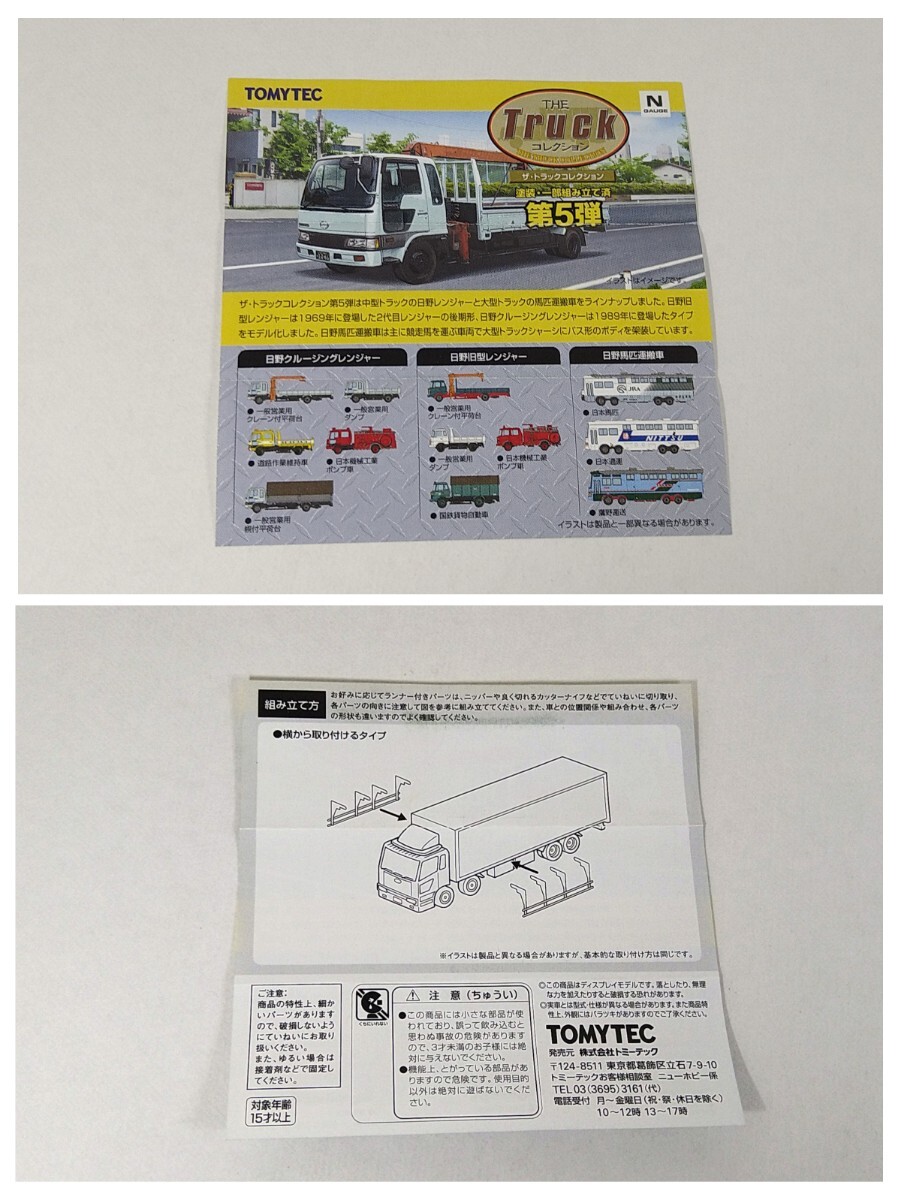 TOMYTEC
THE
Truck
コレクション
N
GAUGE
ザ・トラックコレクション
塗装・一部組み立て済
第5弾
イラストはイメージです
ザ・トラックコレクション第5弾は中型トラックの日野レンジャーと大型トラックの馬匹運搬車をラインナップしました。日野旧
型レンジャーは1969年に登場した2代目レンジャーの後期形、日野クルージングレンジャーは1989年に登場したタイプ
をモデル化しました。日野馬匹運搬車は主に競走馬を運ぶ車両で大型トラックシャーシにバス形のボディを架装しています。
日野クルージングレンジャー
●一般営業用
クレーン付平荷台
●一般営業用
ダンプ
●道路作業維持車
●日本機械工業
ポンプ車
●一般営業用
幌付平荷台
日野旧型レンジャー
●一般営業用
クレーン付平荷台
●一般営業用
ダンプ
●日本機械工業
ポンプ車
●国鉄貨物自動車
日野馬匹運搬車
JRA
●日本馬匹
NITTSU
●日本通運
●鷹野運送
イラストは製品と一部異なる場合があります。
組み立て方
お好みに応じてランナー付きパーツは、ニッパーや良く切れるカッターナイフなどでていねいに切り取り、
各パーツの向きに注意して図を参考に組み立ててください。また、車との位置関係や組み合わせ、各パーツ
の形状も違いますのでよく確認してください。
●横から取り付けるタイプ
※イラストは製品と異なる場合がありますが、基本的な取り付け方は同じです。
ご注意:
商品の特性上、細か
いパーツがあります
ので、破損しないよう
にていねいにお取り
扱いください。
また、ゆるい場合は
接着剤などで固定し
てください。
対象年齢
15才以上
くちにいれない
注意(ちゅうい)
●この商品には小さな部品が使
われており、誤って飲み込むと
思わぬ事故の危険があります
ので、3才未満のお子様には絶
対に与えないでください。
●機能上、とがっている部品があ
りますので危険です。使用目的
以外は絶対に遊ばないでくださ
い。
○この商品はディスプレイモデルです。落としたり、無理
な力を加えたりすると破損する恐れがあります。
○実車とは型式・仕様が異なる場合があります。また商品特
性上、外観にはバラツキがありますのでご了承ください。
TOMYTEC
発売元 株式会社トミーテック
〒124-8511 東京都葛飾区立石7-9-10
トミーテックお客様相談室 ニューホビー係
TEL 03(3695)3161(代)
電話受付 月〜金曜日(祝・祭・休日を除く)
10〜12時 13〜17時